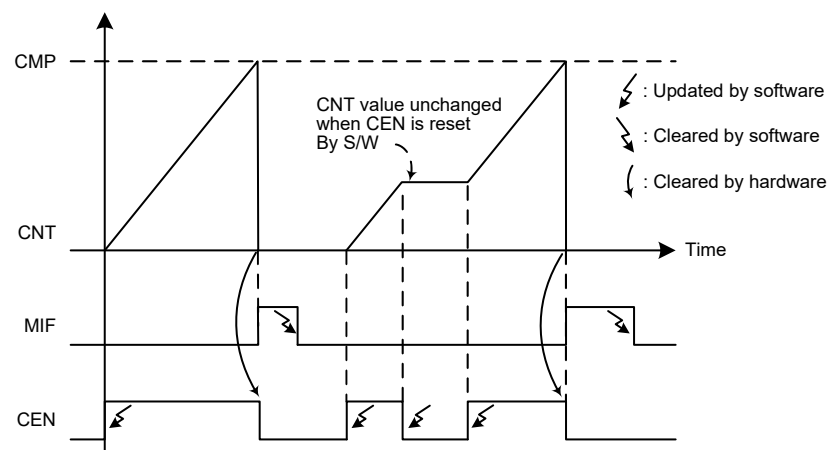 CMP
CNT value unchanged
when CEN is reset
By S/W
: Updated by software
: Cleared by software
: Cleared by hardware
CNT
Time
MIF
CEN